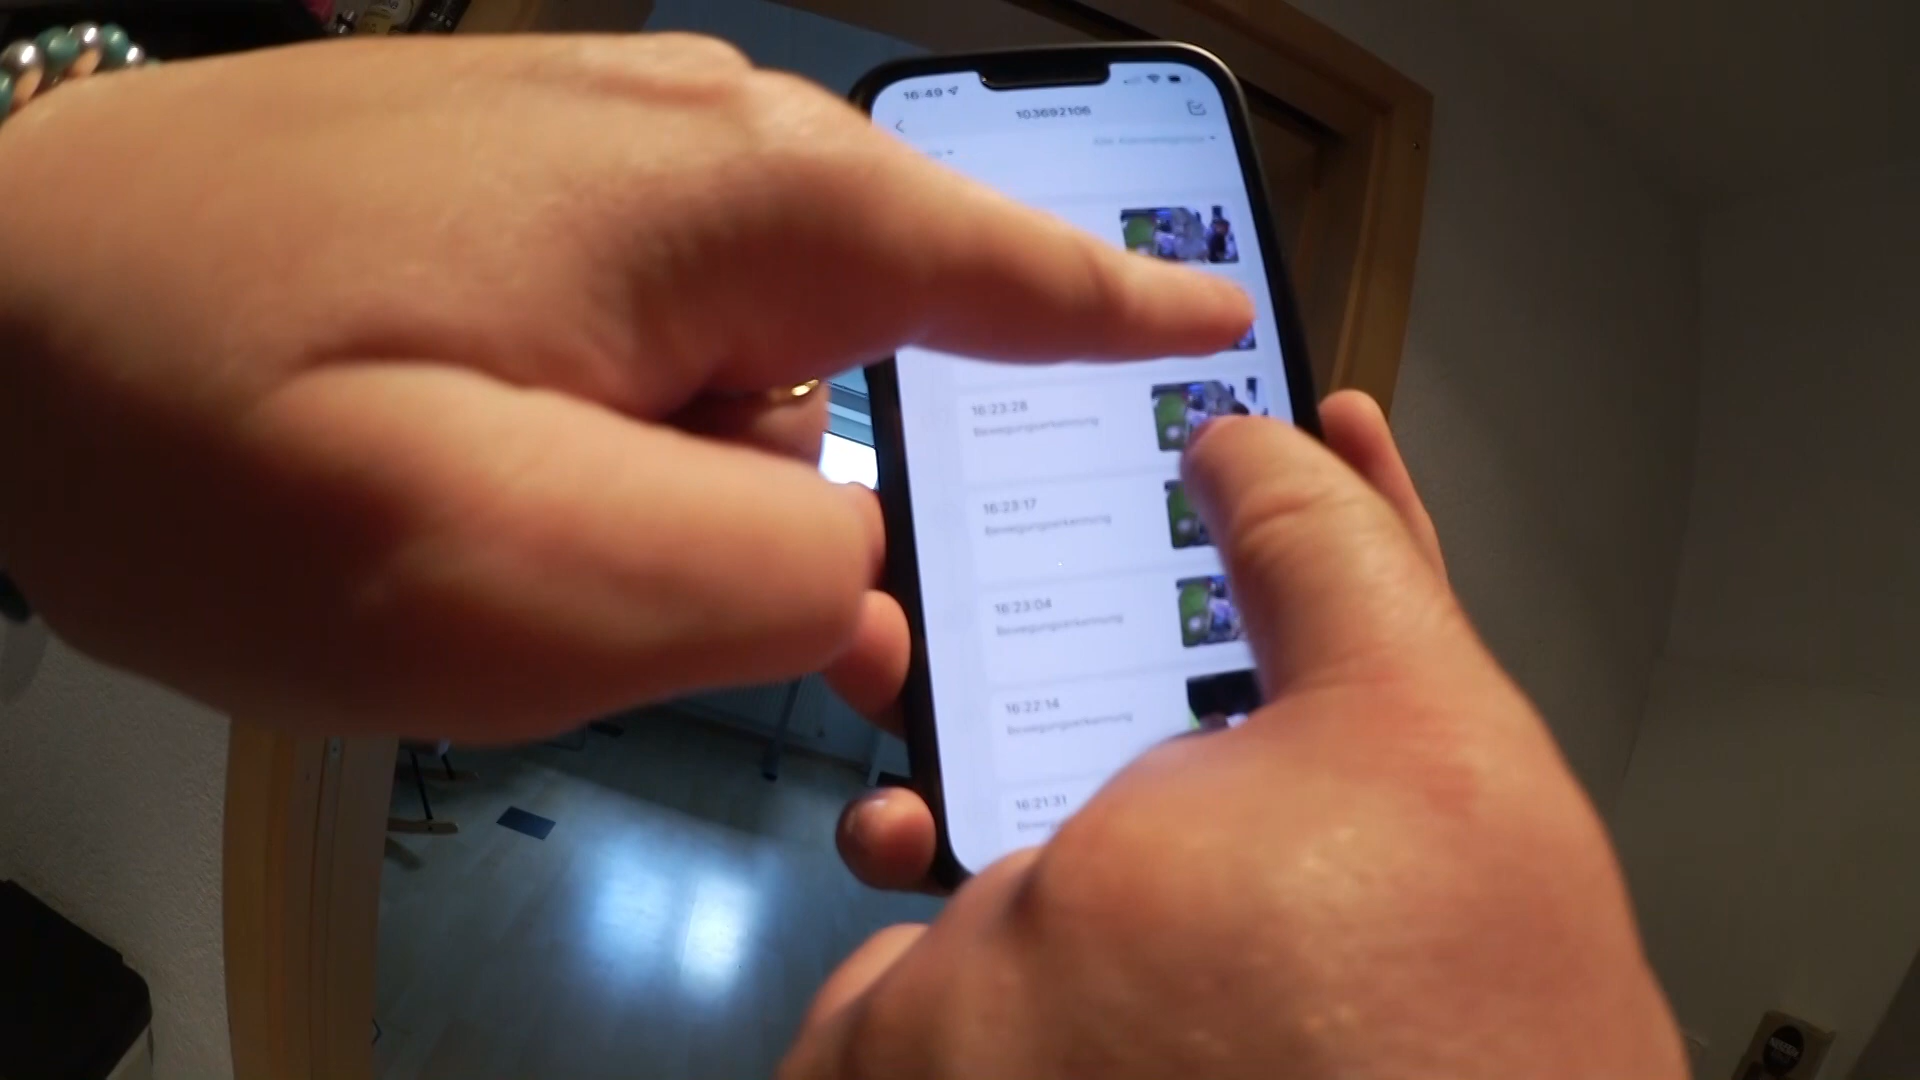 16:49
103692106
16:23:28
Bewegungserkennung
16:23:17
Bewegungserkennung
16:23:04
Bewegungserkennung
16:22:14
Bewegungserkennung
16:21:31